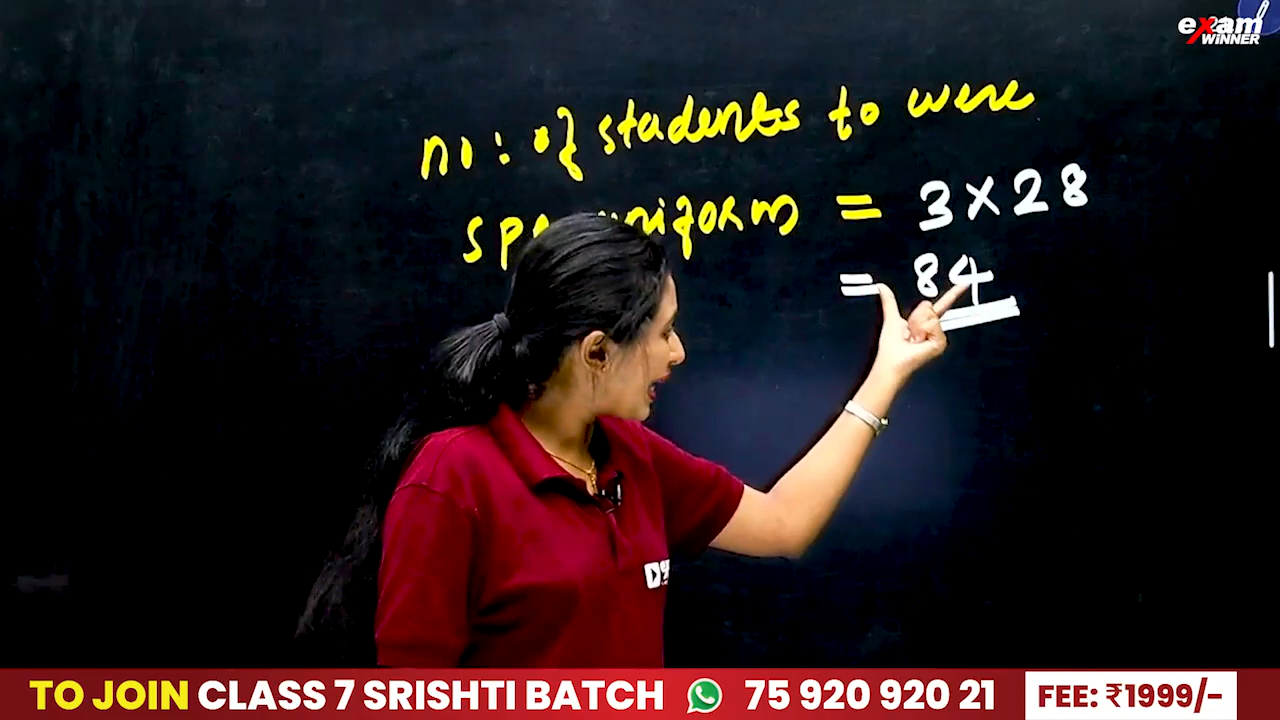 exam
WINNER
no: of students to were
uniform = 3 × 28
= 84
TO JOIN CLASS 7 SRISHTI BATCH 75 920 920 21 FEE: ₹1999/-